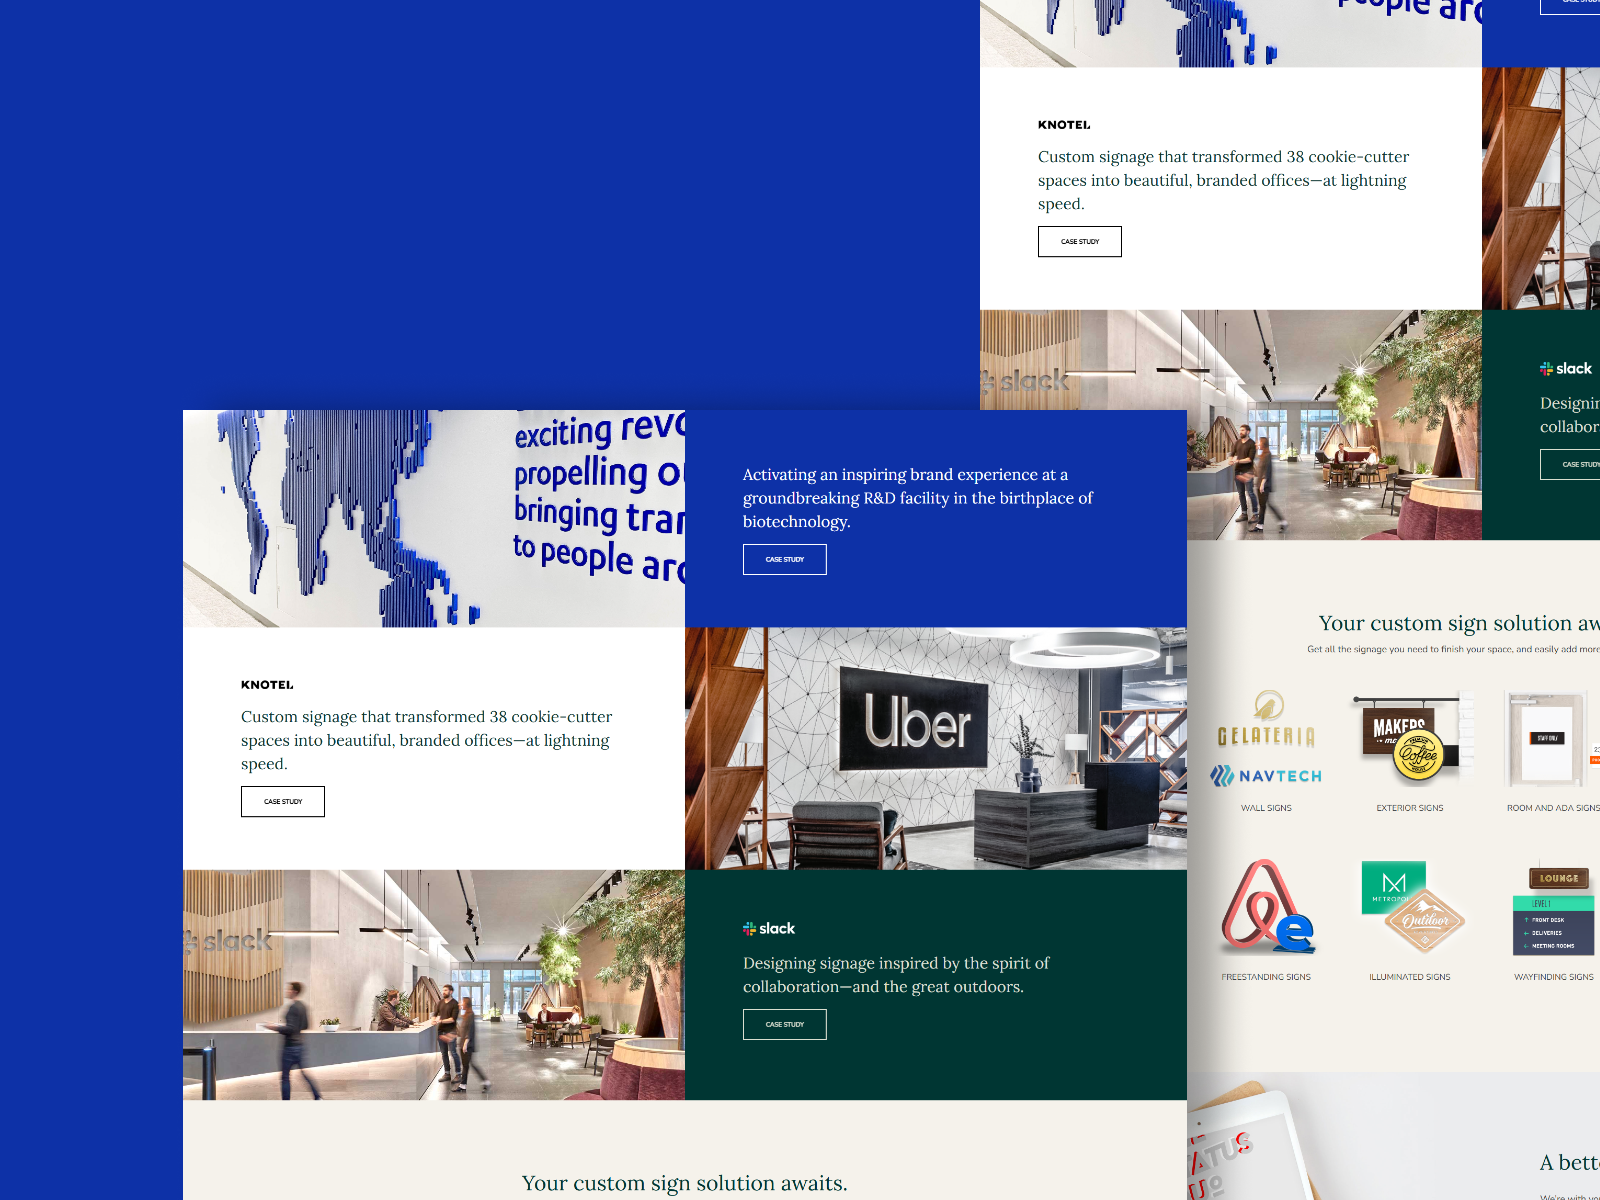 people
CASE STUDY
KNOTEL
Custom signage that transformed 38 cookie-cutter
spaces into beautiful, branded offices—at lightning
speed.
CASE STUDY
slack
slack
Designin
collabor
CASE STUDY
exciting revo
propelling o
bringing tran
to people aro
Activating an inspiring brand experience at a
groundbreaking R&D facility in the birthplace of
biotechnology.
CASE STUDY
KNOTEL
Custom signage that transformed 38 cookie-cutter
spaces into beautiful, branded offices—at lightning
speed.
CASE STUDY
Uber
slack
slack
Designing signage inspired by the spirit of
collaboration—and the great outdoors.
CASE STUDY
Your custom sign solution awaits.
Your custom sign solution aw
Get all the signage you need to finish your space, and easily add more
GELATERIA
NAVTECH
WALL SIGNS
MAKERS
Coffee
EXTERIOR SIGNS
STAFF ONLY
ROOM AND ADA SIGNS
e
FREESTANDING SIGNS
METROPOL
Outdoor
ILLUMINATED SIGNS
LOUNGE
LEVEL 1
↑ FRONT DESK
← DELIVERIES
← MEETING ROOMS
WAYFINDING SIGNS
TATUS
A bett
We're with yo